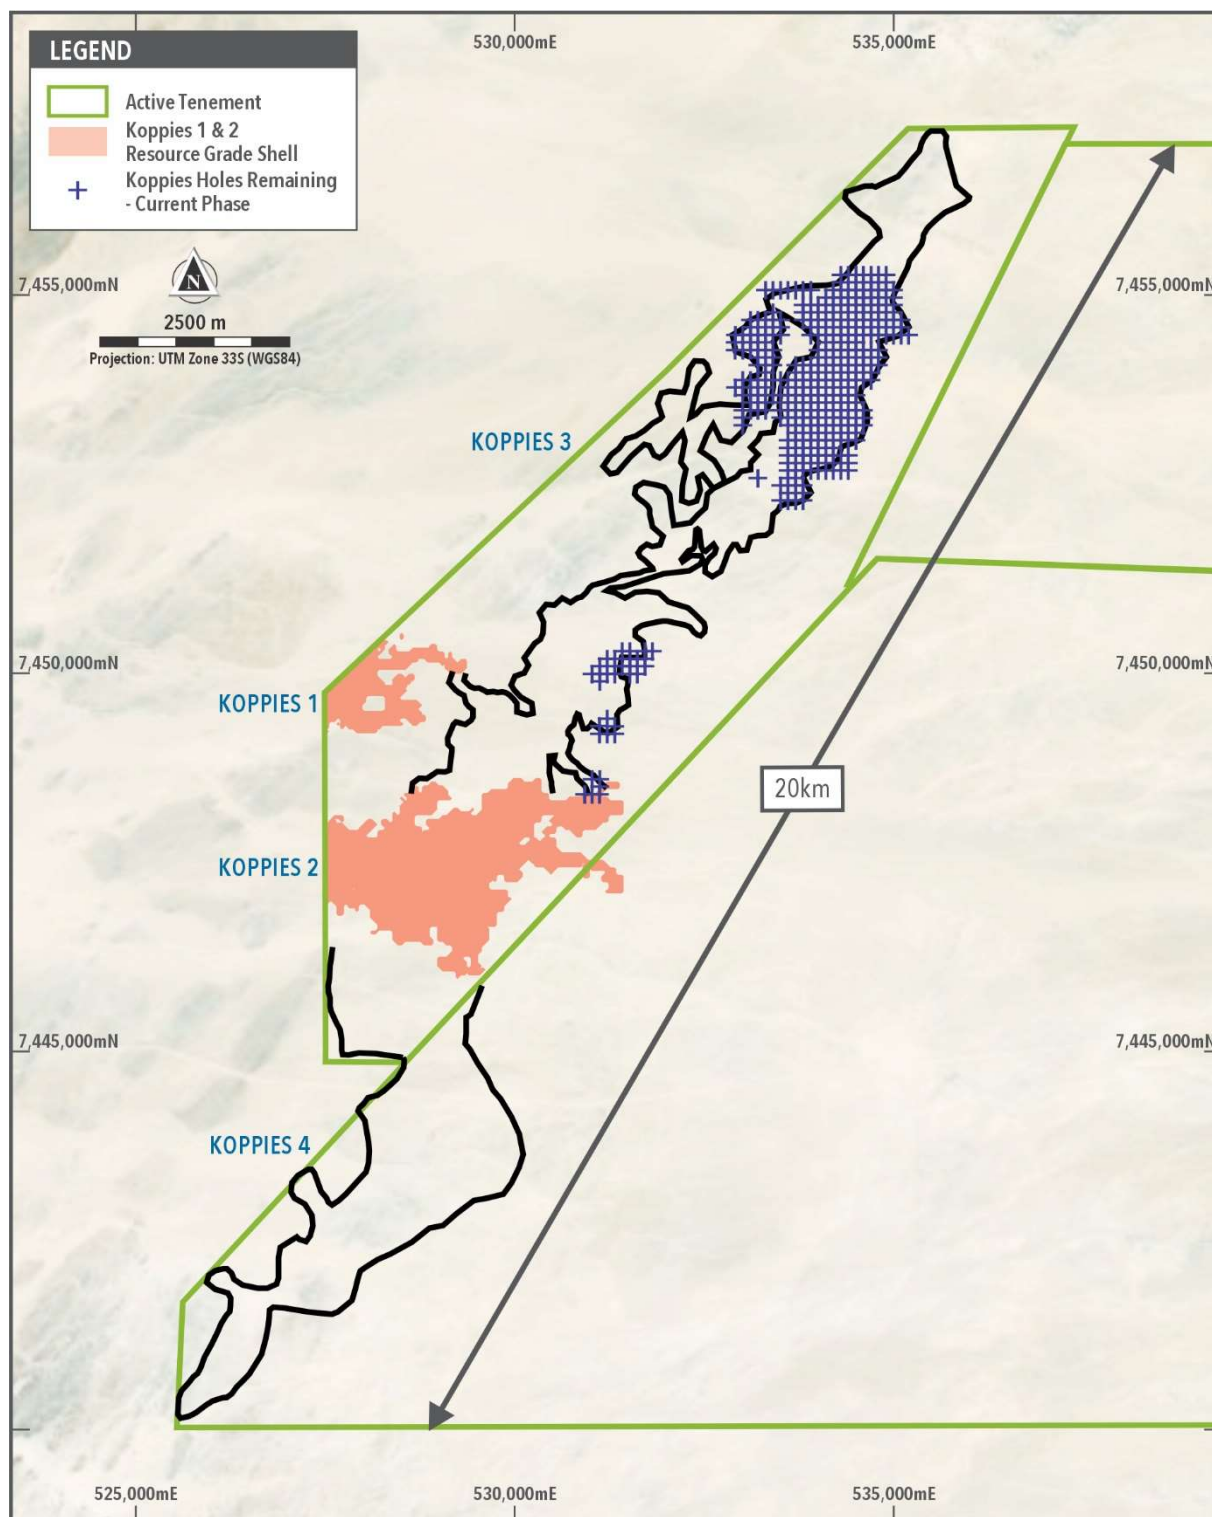 530,000mE
535,000mE
LEGEND
Active Tenement
Koppies 1 & 2
Resource Grade Shell
Koppies Holes Remaining
- Current Phase
N
7,455,000mN
7,455,000mN
2500 m
Projection: UTM Zone 33S (WGS84)
KOPPIES 3
7,450,000mN
7,450,000mN
KOPPIES 1
20km
KOPPIES 2
7,445,000mN
7,445,000mN
KOPPIES 4
525,000mE
530,000mE
535,000mE